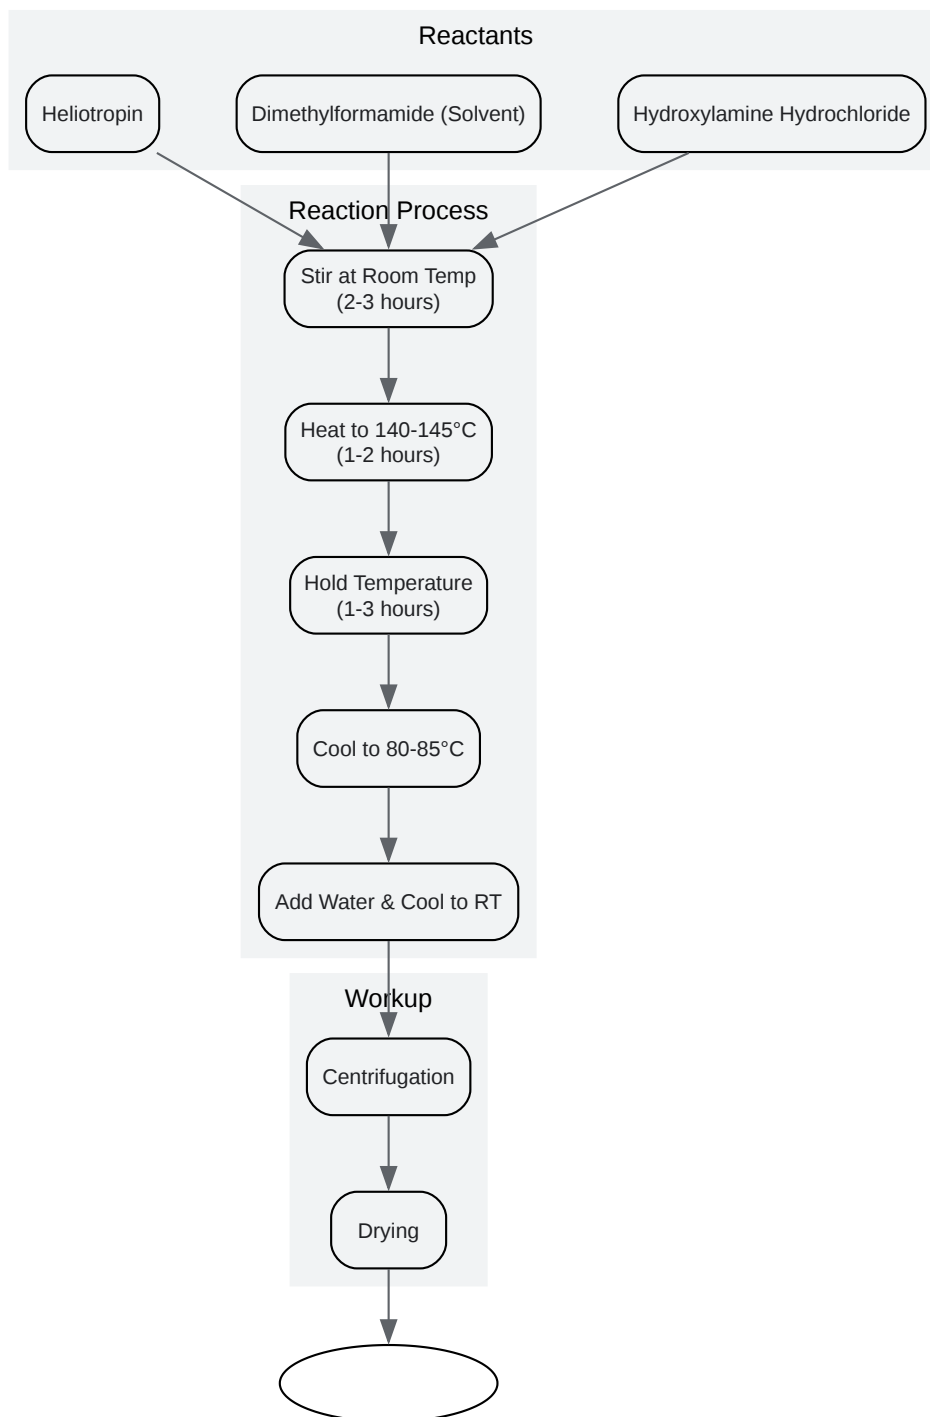 Reactants
Heliotropin
Dimethylformamide (Solvent)
Hydroxylamine Hydrochloride
Reaction Process
Stir at Room Temp
(2-3 hours)
Heat to 140-145°C
(1-2 hours)
Hold Temperature
(1-3 hours)
Cool to 80-85°C
Add Water & Cool to RT
Workup
Centrifugation
Drying